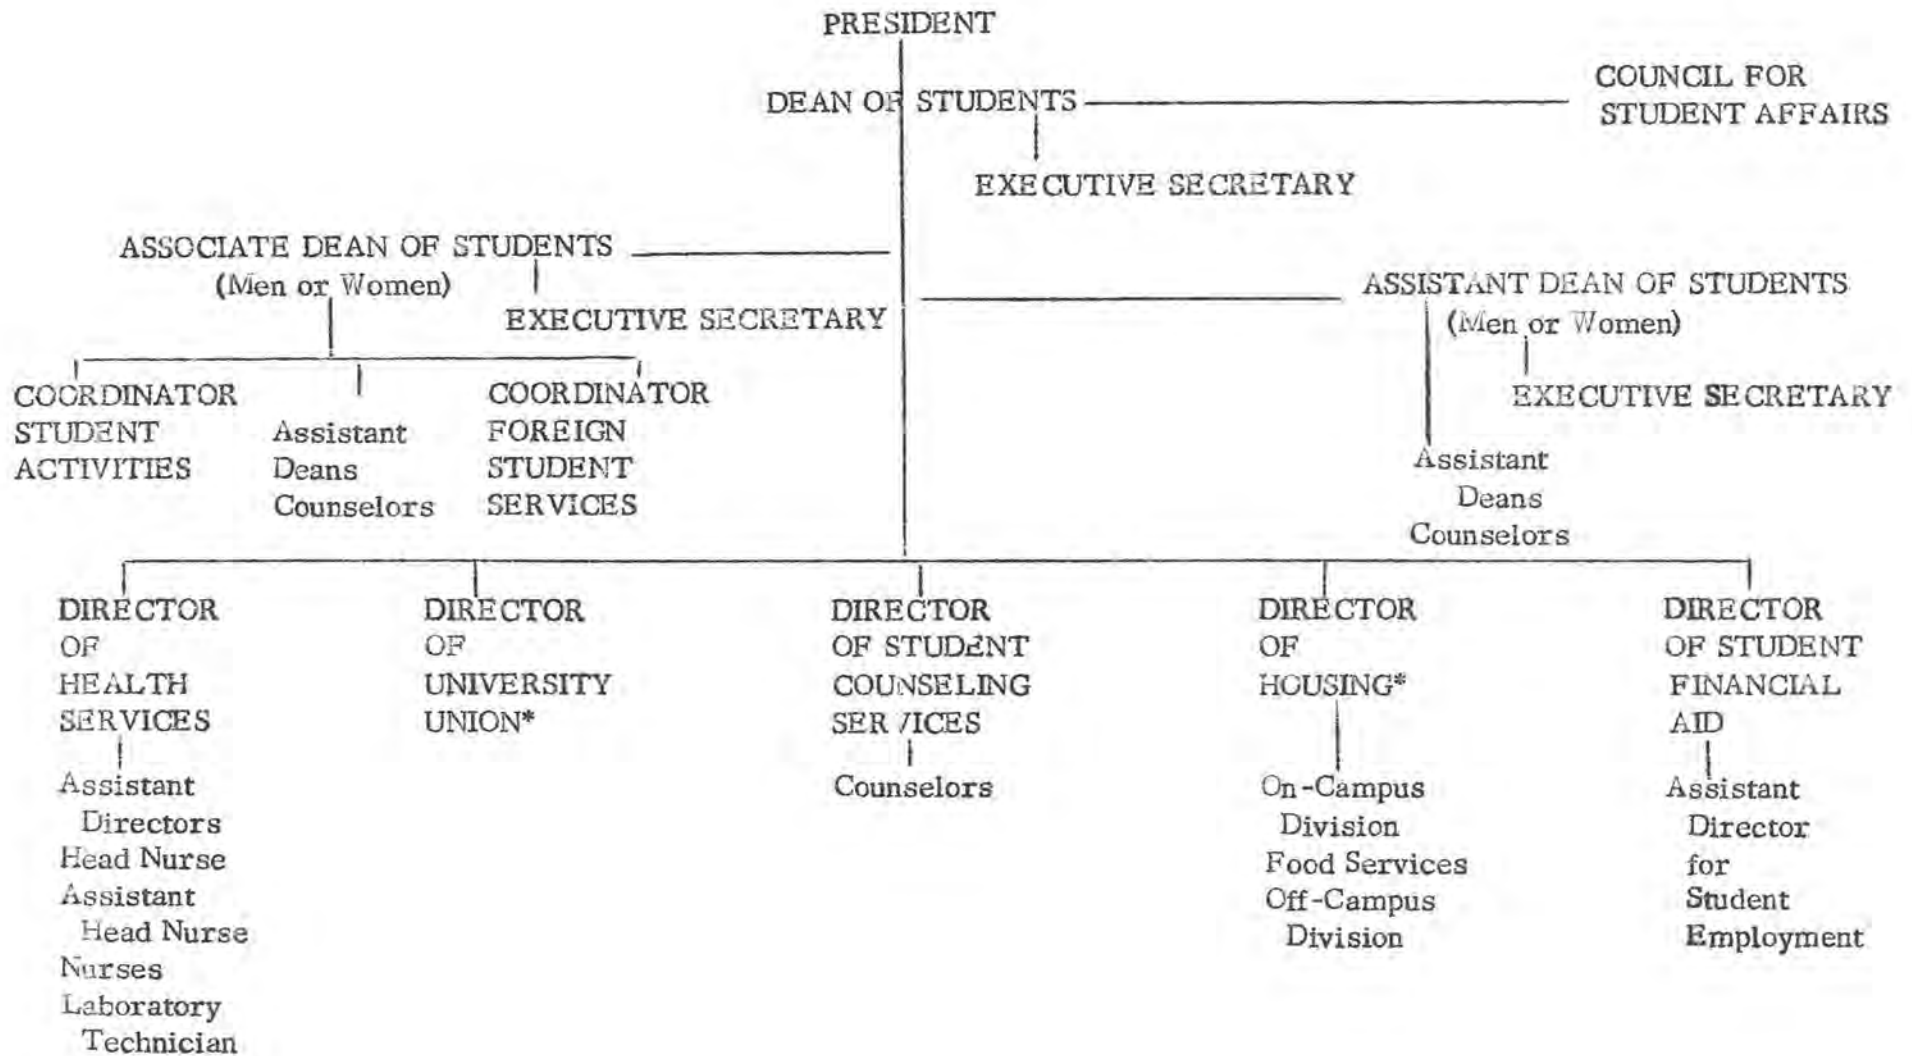 PRESIDENT
DEAN OF STUDENTS
COUNCIL FOR
STUDENT AFFAIRS
EXECUTIVE SECRETARY
ASSOCIATE DEAN OF STUDENTS
(Men or Women)
EXECUTIVE SECRETARY
ASSISTANT DEAN OF STUDENTS
(Men or Women)
EXECUTIVE SECRETARY
Assistant
Deans
Counselors
COORDINATOR
STUDENT
ACTIVITIES
Assistant
Deans
Counselors
COORDINATOR
FOREIGN
STUDENT
SERVICES
DIRECTOR
OF
HEALTH
SERVICES
Assistant
Directors
Head Nurse
Assistant
Head Nurse
Nurses
Laboratory
Technician
DIRECTOR
OF
UNIVERSITY
UNION*
DIRECTOR
OF STUDENT
COUNSELING
SERVICES
Counselors
DIRECTOR
OF
HOUSING*
On-Campus
Division
Food Services
Off-Campus
Division
DIRECTOR
OF STUDENT
FINANCIAL
AID
Assistant
Director
for
Student
Employment